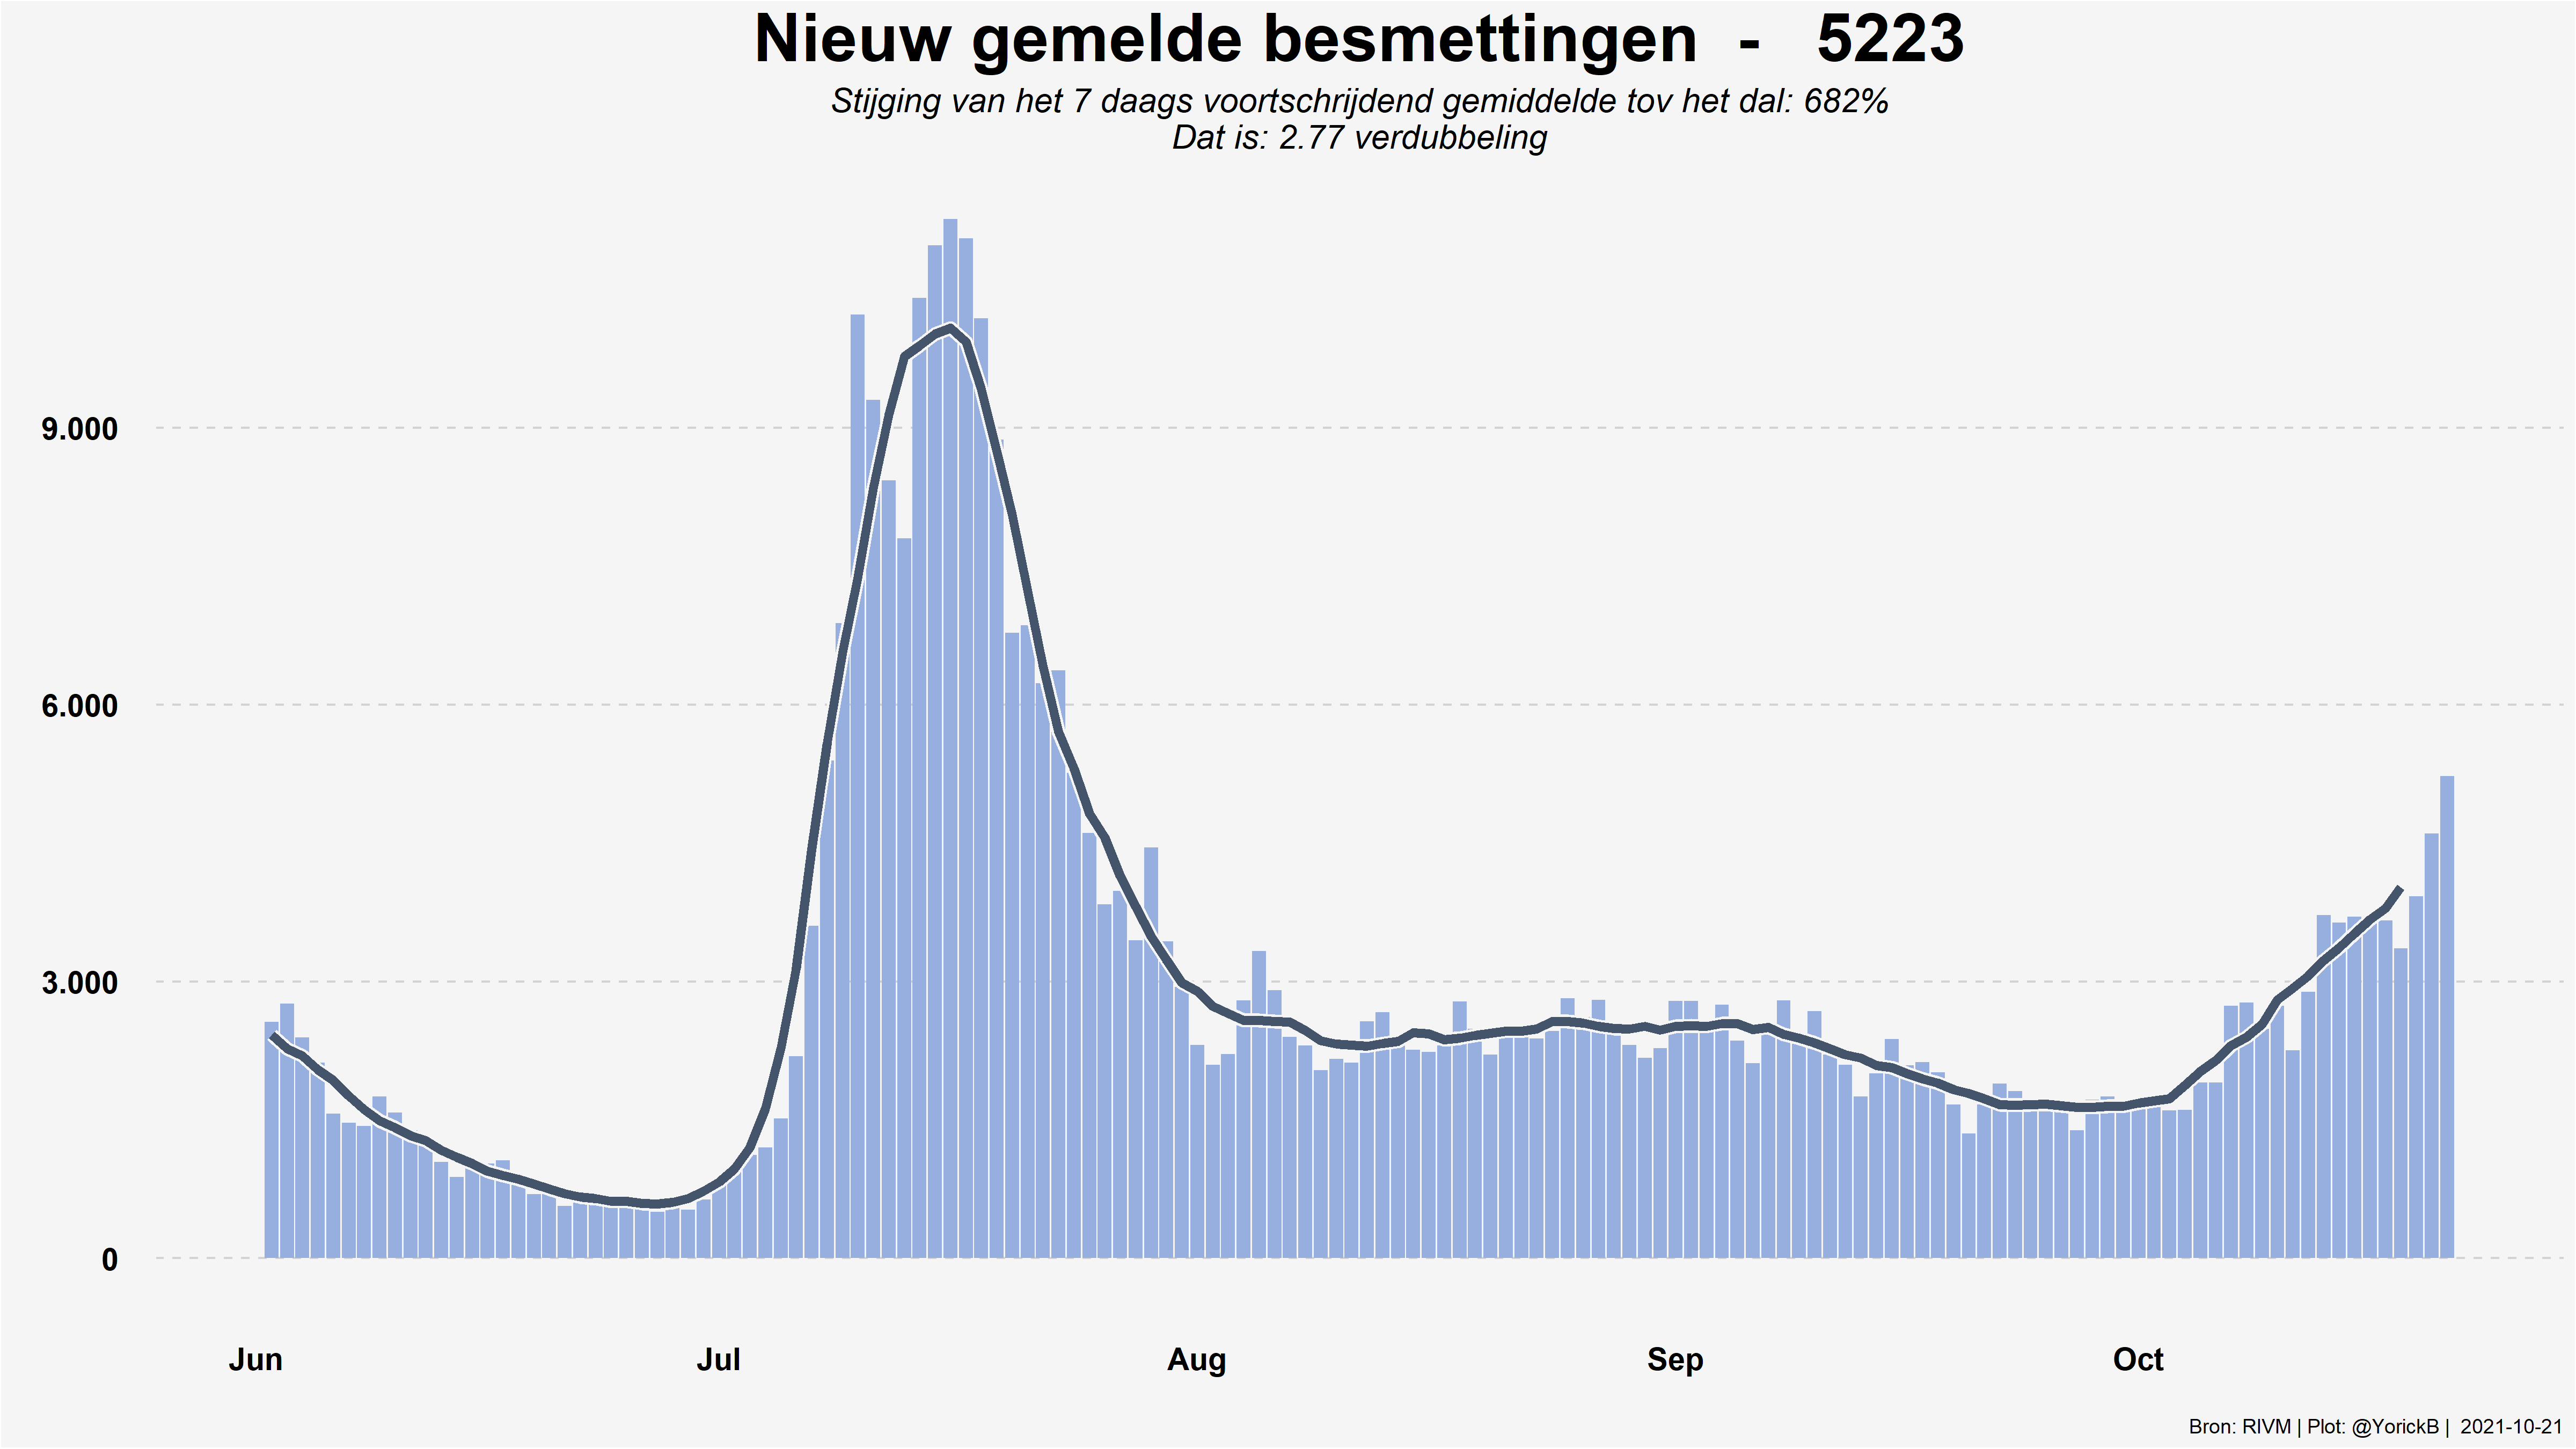 Nieuw gemelde besmettingen - 5223
Stijging van het 7 daags voortschrijdend gemiddelde tov het dal: 682%
Dat is: 2.77 verdubbeling
9.000
6.000
3.000
0
Jun Jul Aug Sep Oct
Bron: RIVM | Plot: @YorickB | 2021-10-21